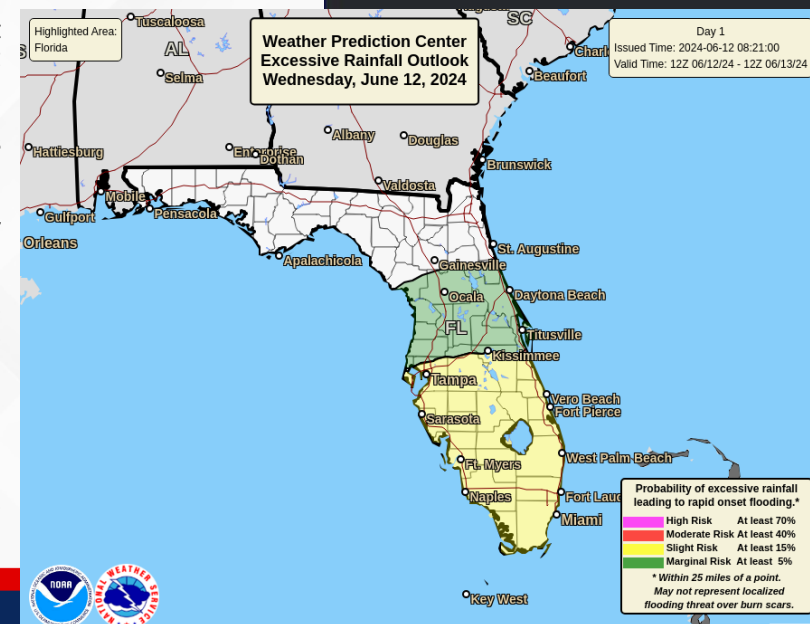 Highlighted Area:
Florida
Weather Prediction Center
Excessive Rainfall Outlook
Wednesday, June 12, 2024
Day 1
Issued Time: 2024-06-12 08:21:00
Valid Time: 12Z 06/12/24 - 12Z 06/13/24
Tuscaloosa
SC
AL
Charl
Selma
Beaufort
Albany
Douglas
Hattiesburg
Enterprise
Dothan
Brunswick
Valdosta
Mobile
Pensacola
Gulfport
Orleans
St. Augustine
Apalachicola
Gainesville
Ocala
Daytona Beach
FL
Titusville
Kissimmee
Tampa
Vero Beach
Fort Pierce
Sarasota
Ft. Myers
West Palm Beach
Naples
Fort Laud
Miami
Key West
Probability of excessive rainfall
leading to rapid onset flooding.*
High Risk At least 70%
Moderate Risk At least 40%
Slight Risk At least 15%
Marginal Risk At least 5%
* Within 25 miles of a point.
May not represent localized
flooding threat over burn scars.
NOAA
NATIONAL WEATHER SERVICE